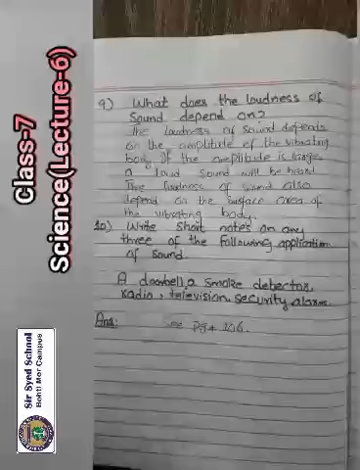 Class-7
Science(Lecture-6)
Sir Syed School
Bohti Mor Campus
9) What does the loudness of
Sound depend on?
The loudness of sound depends
on the amplitude of the vibrating
body. If the amplitude is larger
a loud sound will be heard
The loudness of sound also
depend on the surface area of
the vibrating body.
10) Write short notes on any
three of the following application
of sound.
A doorbell, a smoke detector,
radio, television, security alarm.
Ans: see Pg# 106.